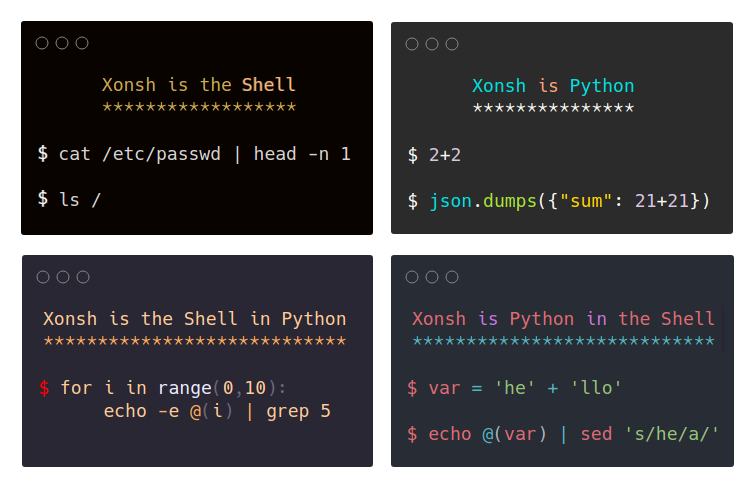 Xonsh is the Shell
******************
$ cat /etc/passwd | head -n 1
$ ls /
Xonsh is Python
***************
$ 2+2
$ json.dumps({"sum": 21+21})
Xonsh is the Shell in Python
****************************
$ for i in range(0,10):
echo -e @(i) | grep 5
Xonsh is Python in the Shell
****************************
$ var = 'he' + 'llo'
$ echo @(var) | sed 's/he/a/'